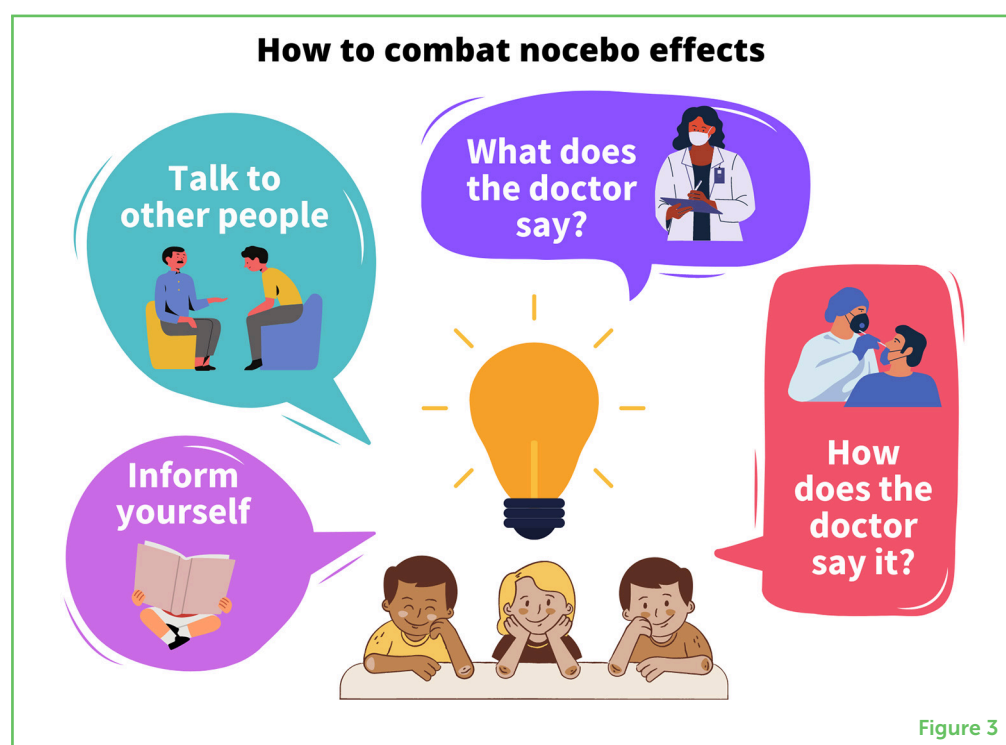 How to combat nocebo effects
Talk to
other people
What does
the doctor
say?
How
does the
doctor
say it?
Inform
yourself
Figure 3